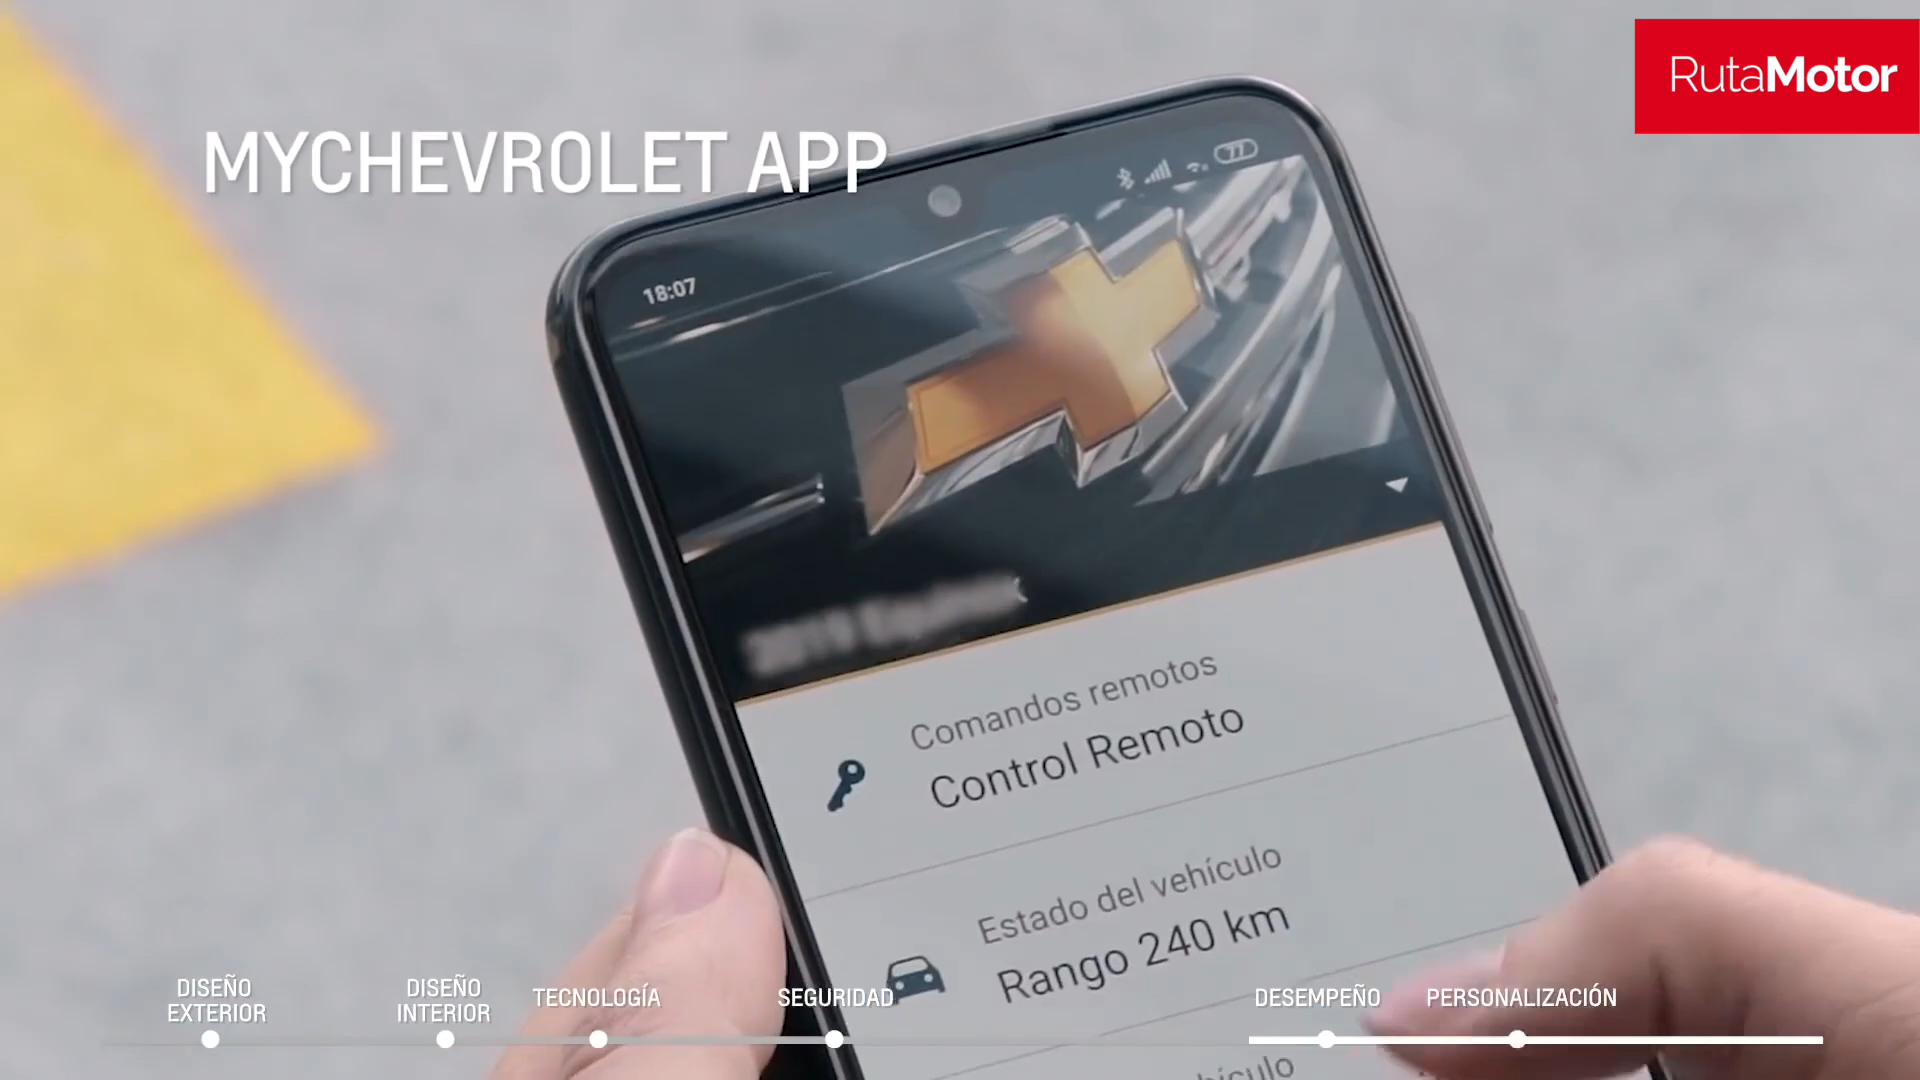 RutaMotor
MYCHEVROLET APP
77
18:07
Comandos remotos
Control Remoto
Estado del vehículo
Rango 240 km
DISEÑO
EXTERIOR
DISEÑO
INTERIOR
TECNOLOGÍA
SEGURIDAD
DESEMPEÑO
PERSONALIZACIÓN